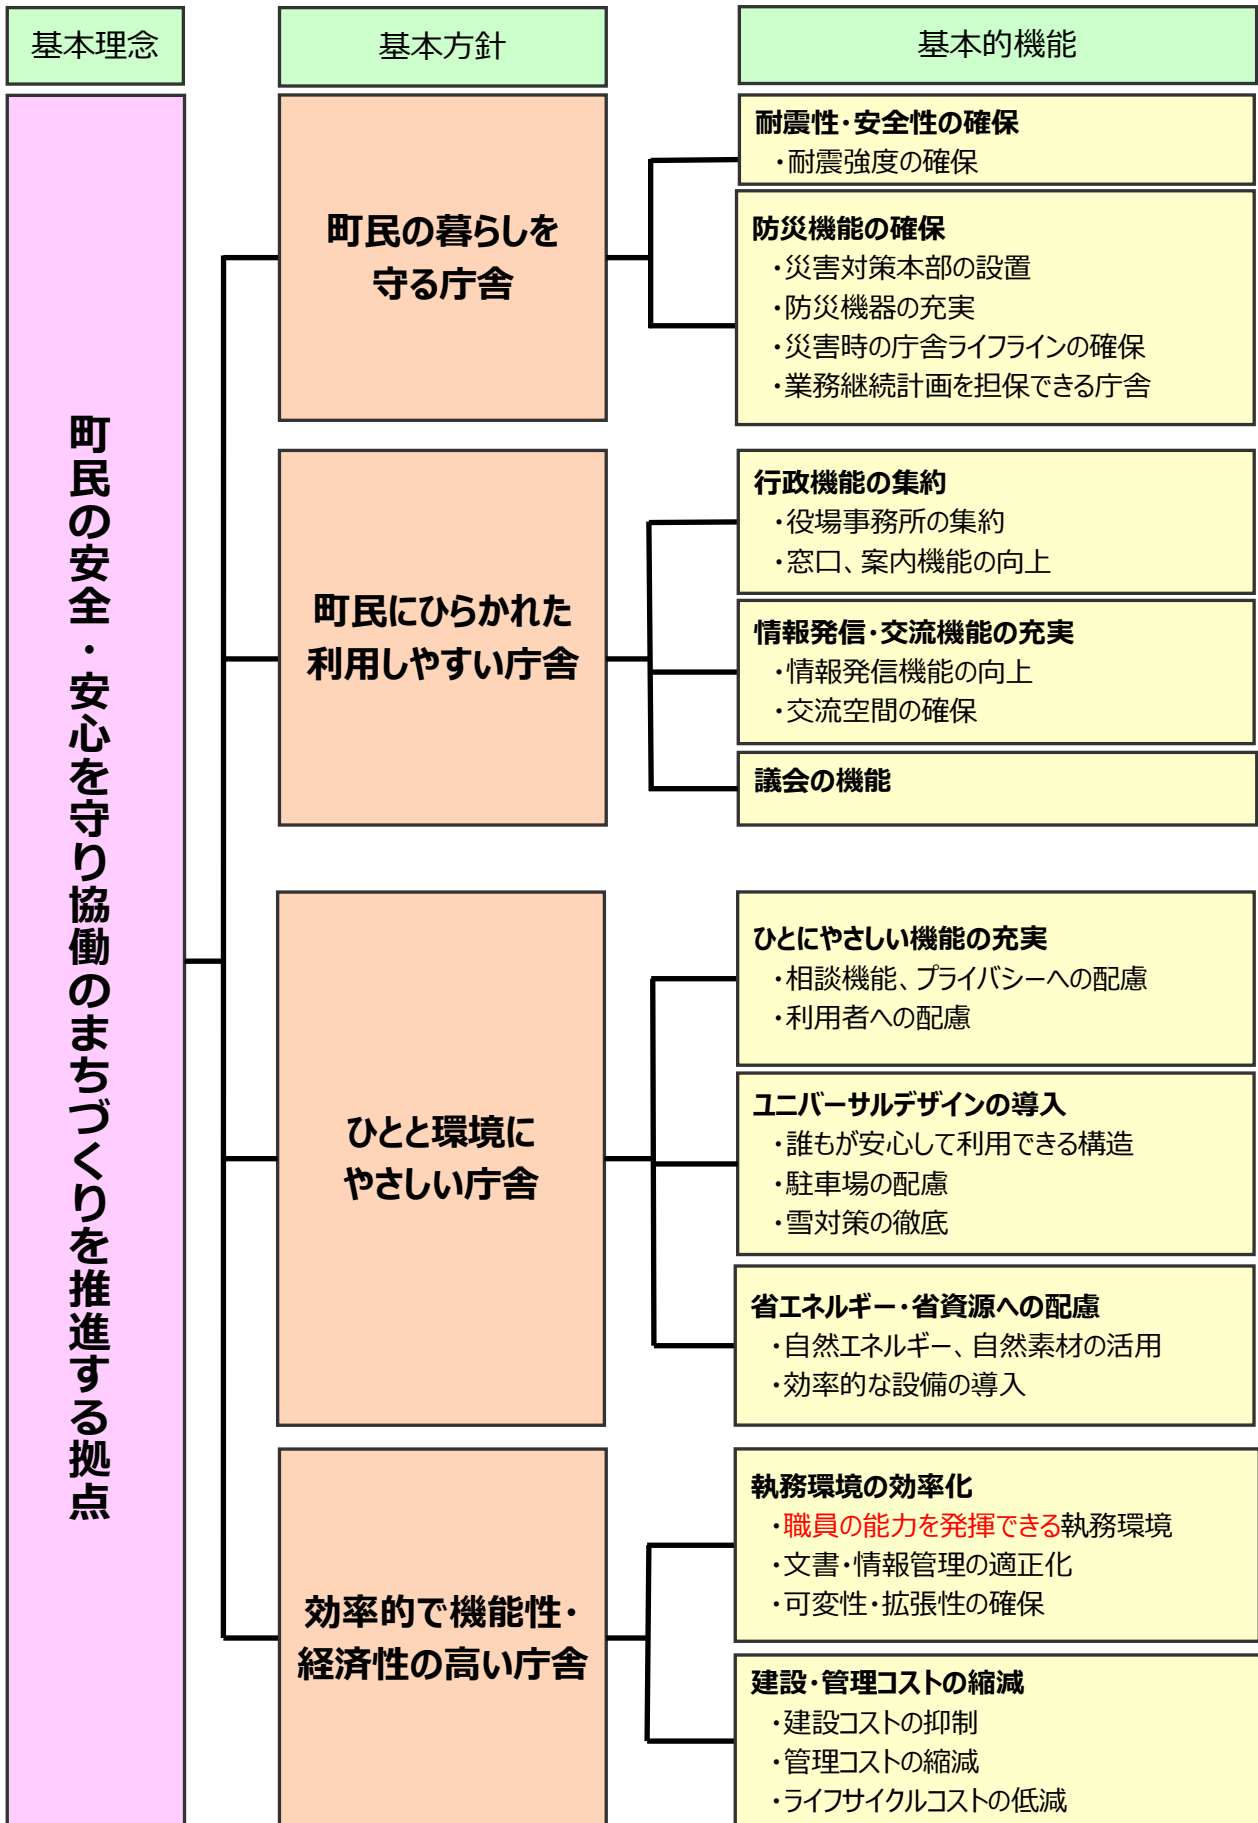 基本理念
基本方針
基本的機能
町民の安全・安心を守り協働のまちづくりを推進する拠点
町民の暮らしを
守る庁舎
耐震性・安全性の確保
・耐震強度の確保
防災機能の確保
・災害対策本部の設置
・防災機器の充実
・災害時の庁舎ライフラインの確保
・業務継続計画を担保できる庁舎
町民にひらかれた
利用しやすい庁舎
行政機能の集約
・役場事務所の集約
・窓口、案内機能の向上
情報発信・交流機能の充実
・情報発信機能の向上
・交流空間の確保
議会の機能
ひとと環境に
やさしい庁舎
ひとにやさしい機能の充実
・相談機能、プライバシーへの配慮
・利用者への配慮
ユニバーサルデザインの導入
・誰もが安心して利用できる構造
・駐車場の配慮
・雪対策の徹底
省エネルギー・省資源への配慮
・自然エネルギー、自然素材の活用
・効率的な設備の導入
効率的で機能性・
経済性の高い庁舎
執務環境の効率化
・職員の能力を発揮できる執務環境
・文書・情報管理の適正化
・可変性・拡張性の確保
建設・管理コストの縮減
・建設コストの抑制
・管理コストの縮減
・ライフサイクルコストの低減